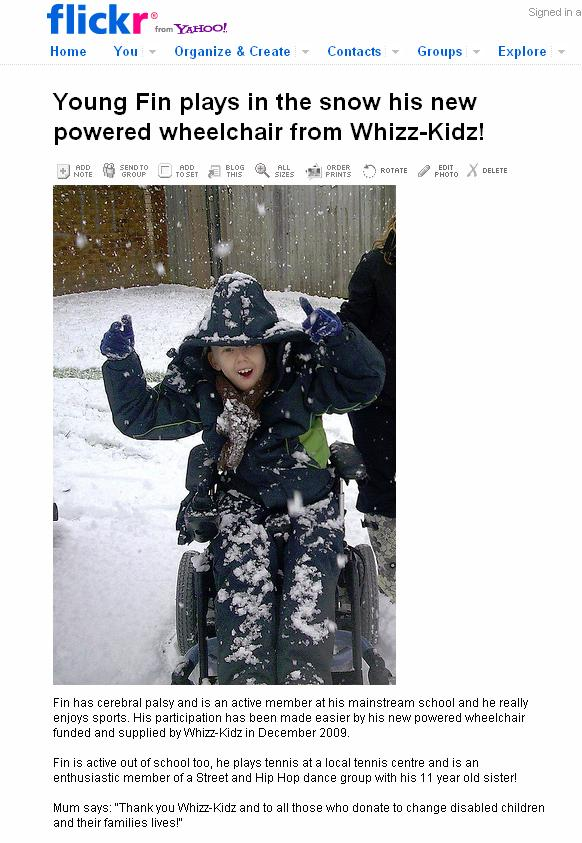 flickr® from YAHOO!
Signed in a
Home You Organize & Create Contacts Groups Explore
Young Fin plays in the snow his new
powered wheelchair from Whizz-Kidz!
ADD NOTE SEND TO GROUP ADD TO SET BLOG THIS ALL SIZES ORDER PRINTS ROTATE EDIT PHOTO DELETE
Fin has cerebral palsy and is an active member at his mainstream school and he really
enjoys sports. His participation has been made easier by his new powered wheelchair
funded and supplied by Whizz-Kidz in December 2009.
Fin is active out of school too, he plays tennis at a local tennis centre and is an
enthusiastic member of a Street and Hip Hop dance group with his 11 year old sister!
Mum says: "Thank you Whizz-Kidz and to all those who donate to change disabled children
and their families lives!"